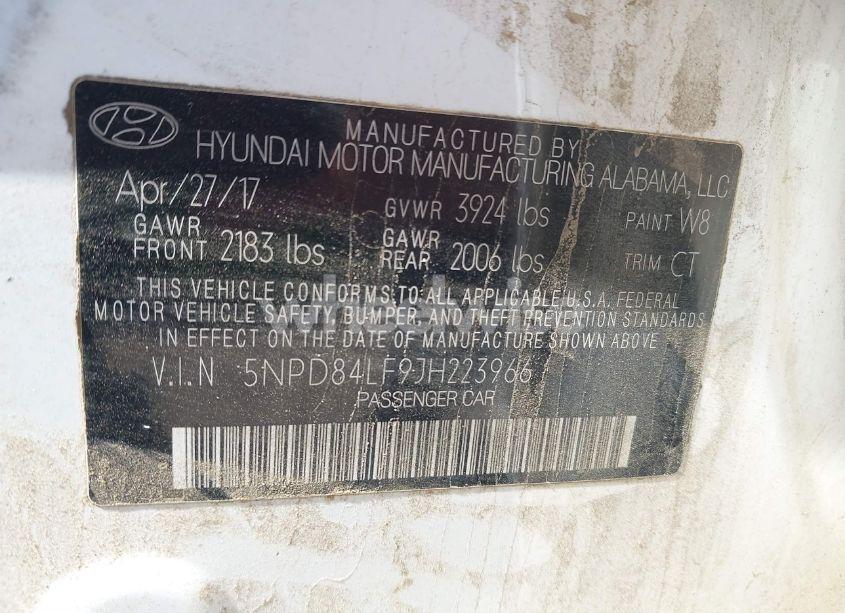 MANUFACTURED BY
HYUNDAI MOTOR MANUFACTURING ALABAMA, LLC
Apr/27/17 GVWR 3924 lbs PAINT W8
GAWR FRONT 2183 lbs GAWR REAR 2006 lbs TRIM CT
THIS VEHICLE CONFORMS TO ALL APPLICABLE U.S.A. FEDERAL
MOTOR VEHICLE SAFETY, BUMPER, AND THEFT PREVENTION STANDARDS
IN EFFECT ON THE DATE OF MANUFACTURE SHOWN ABOVE
V.I.N 5NPD84LF9JH223966
PASSENGER CAR